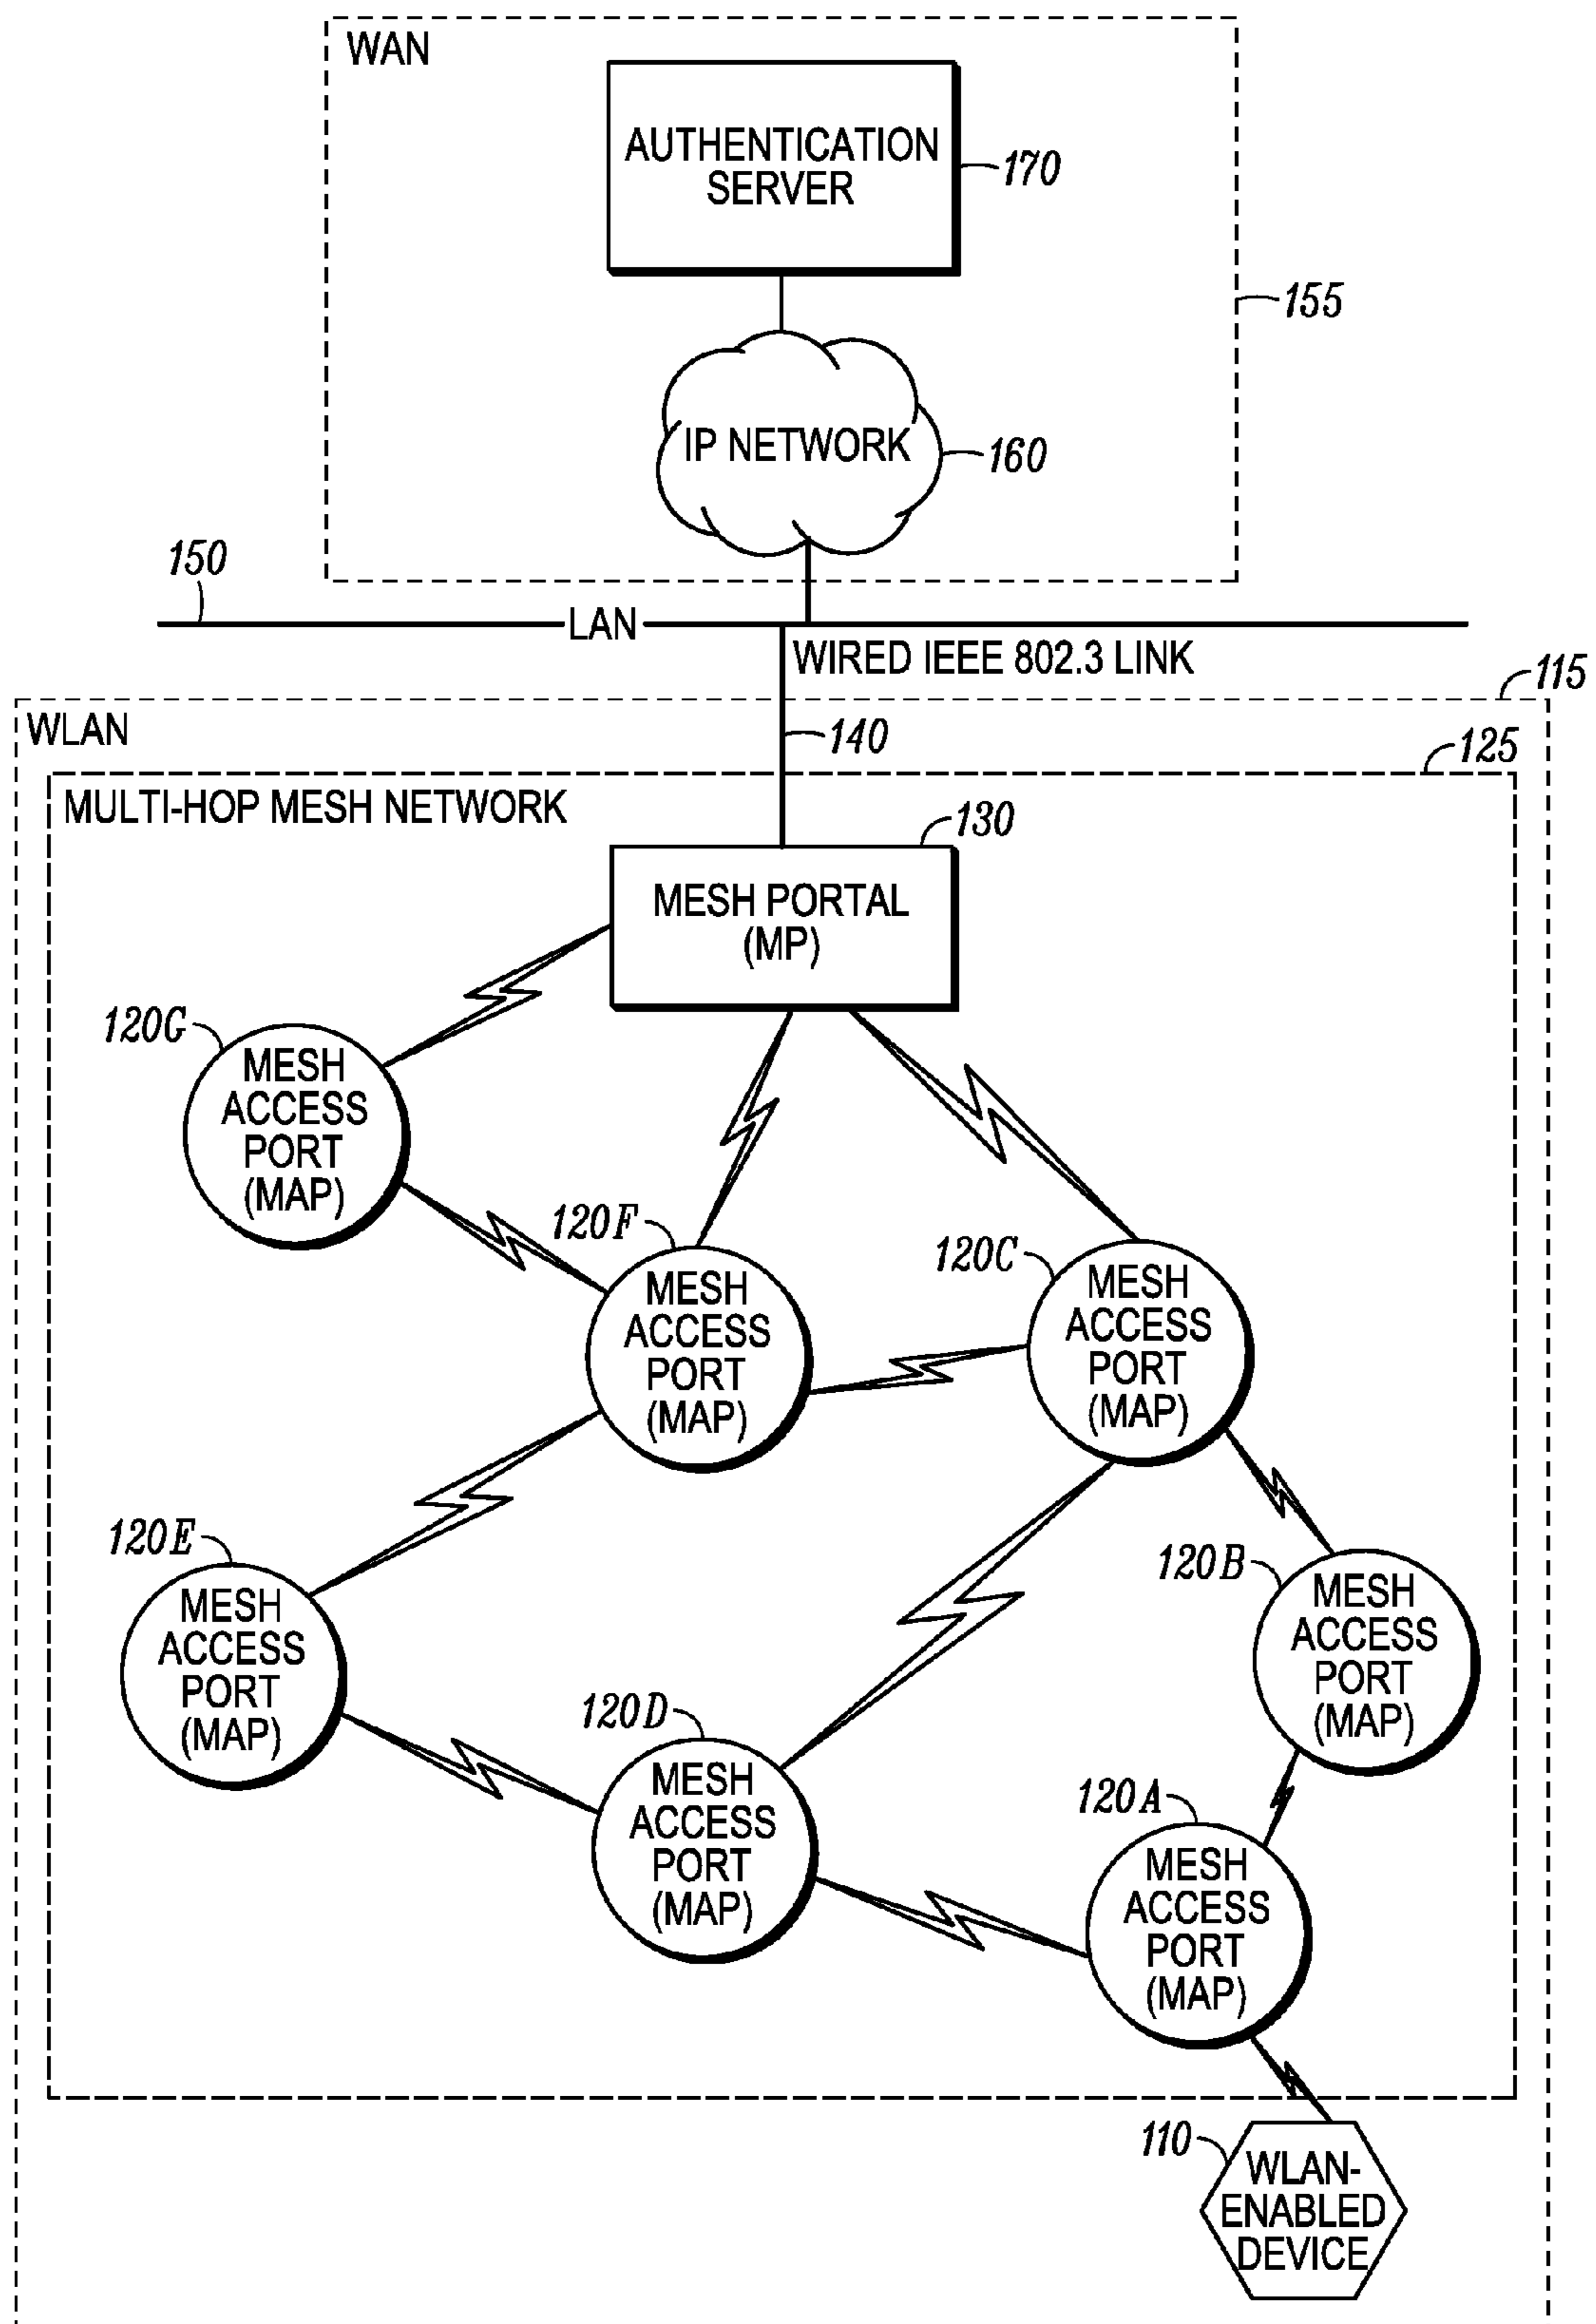 WAN
AUTHENTICATION
SERVER
170
155
IP NETWORK
160
150
LAN
WIRED IEEE 802.3 LINK
115
WLAN
140
125
MULTI-HOP MESH NETWORK
130
MESH PORTAL
(MP)
120G
MESH
ACCESS
PORT
(MAP)
120F
MESH
ACCESS
PORT
(MAP)
120C
MESH
ACCESS
PORT
(MAP)
120E
MESH
ACCESS
PORT
(MAP)
120B
MESH
ACCESS
PORT
(MAP)
120D
MESH
ACCESS
PORT
(MAP)
120A
MESH
ACCESS
PORT
(MAP)
110
WLAN-
ENABLED
DEVICE